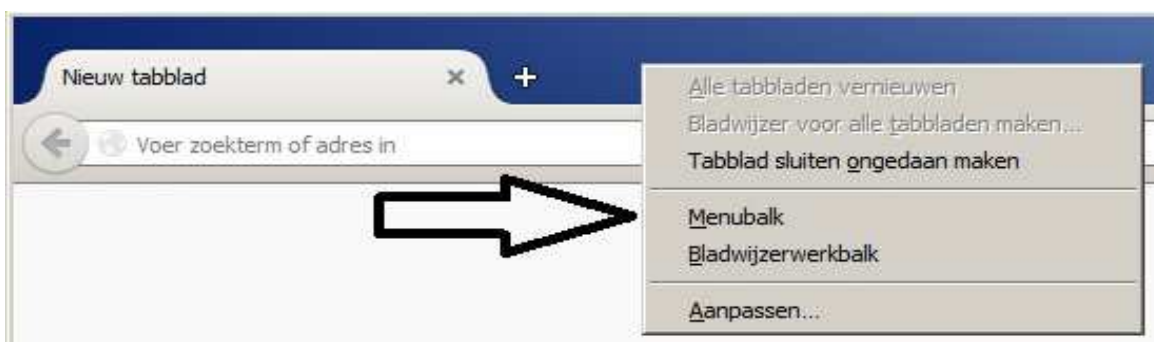 Nieuw tabblad
Voer zoekterm of adres in
Alle tabbladen vernieuwen
Bladwijzer voor alle tabbladen maken...
Tabblad sluiten ongedaan maken
Menubalk
Bladwijzerwerkbalk
Aanpassen...